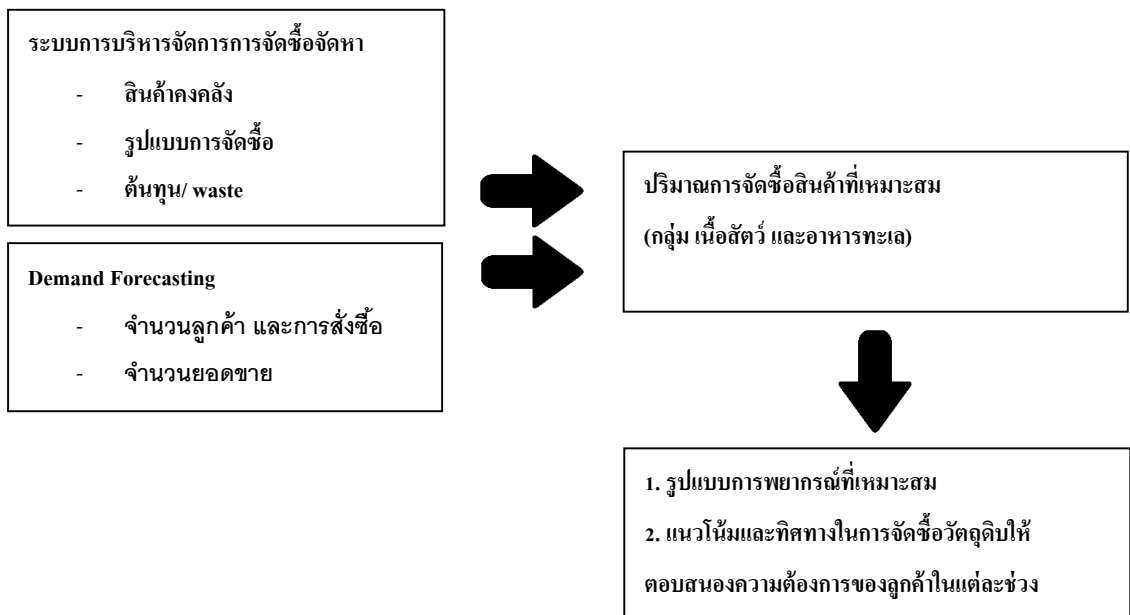 ระบบการบริหารจัดการการจัดซื้อจัดหา
- สินค้าคงคลัง
- รูปแบบการจัดซื้อ
- ต้นทุน/ waste
Demand Forecasting
- จำนวนลูกค้า และการสั่งซื้อ
- จำนวนยอดขาย
ปริมาณการจัดซื้อสินค้าที่เหมาะสม
(กลุ่ม เนื้อสัตว์ และอาหารทะเล)
1. รูปแบบการพยากรณ์ที่เหมาะสม
2. แนวโน้มและทิศทางในการจัดซื้อวัตถุดิบให้
ตอบสนองความต้องการของลูกค้าในแต่ละช่วง